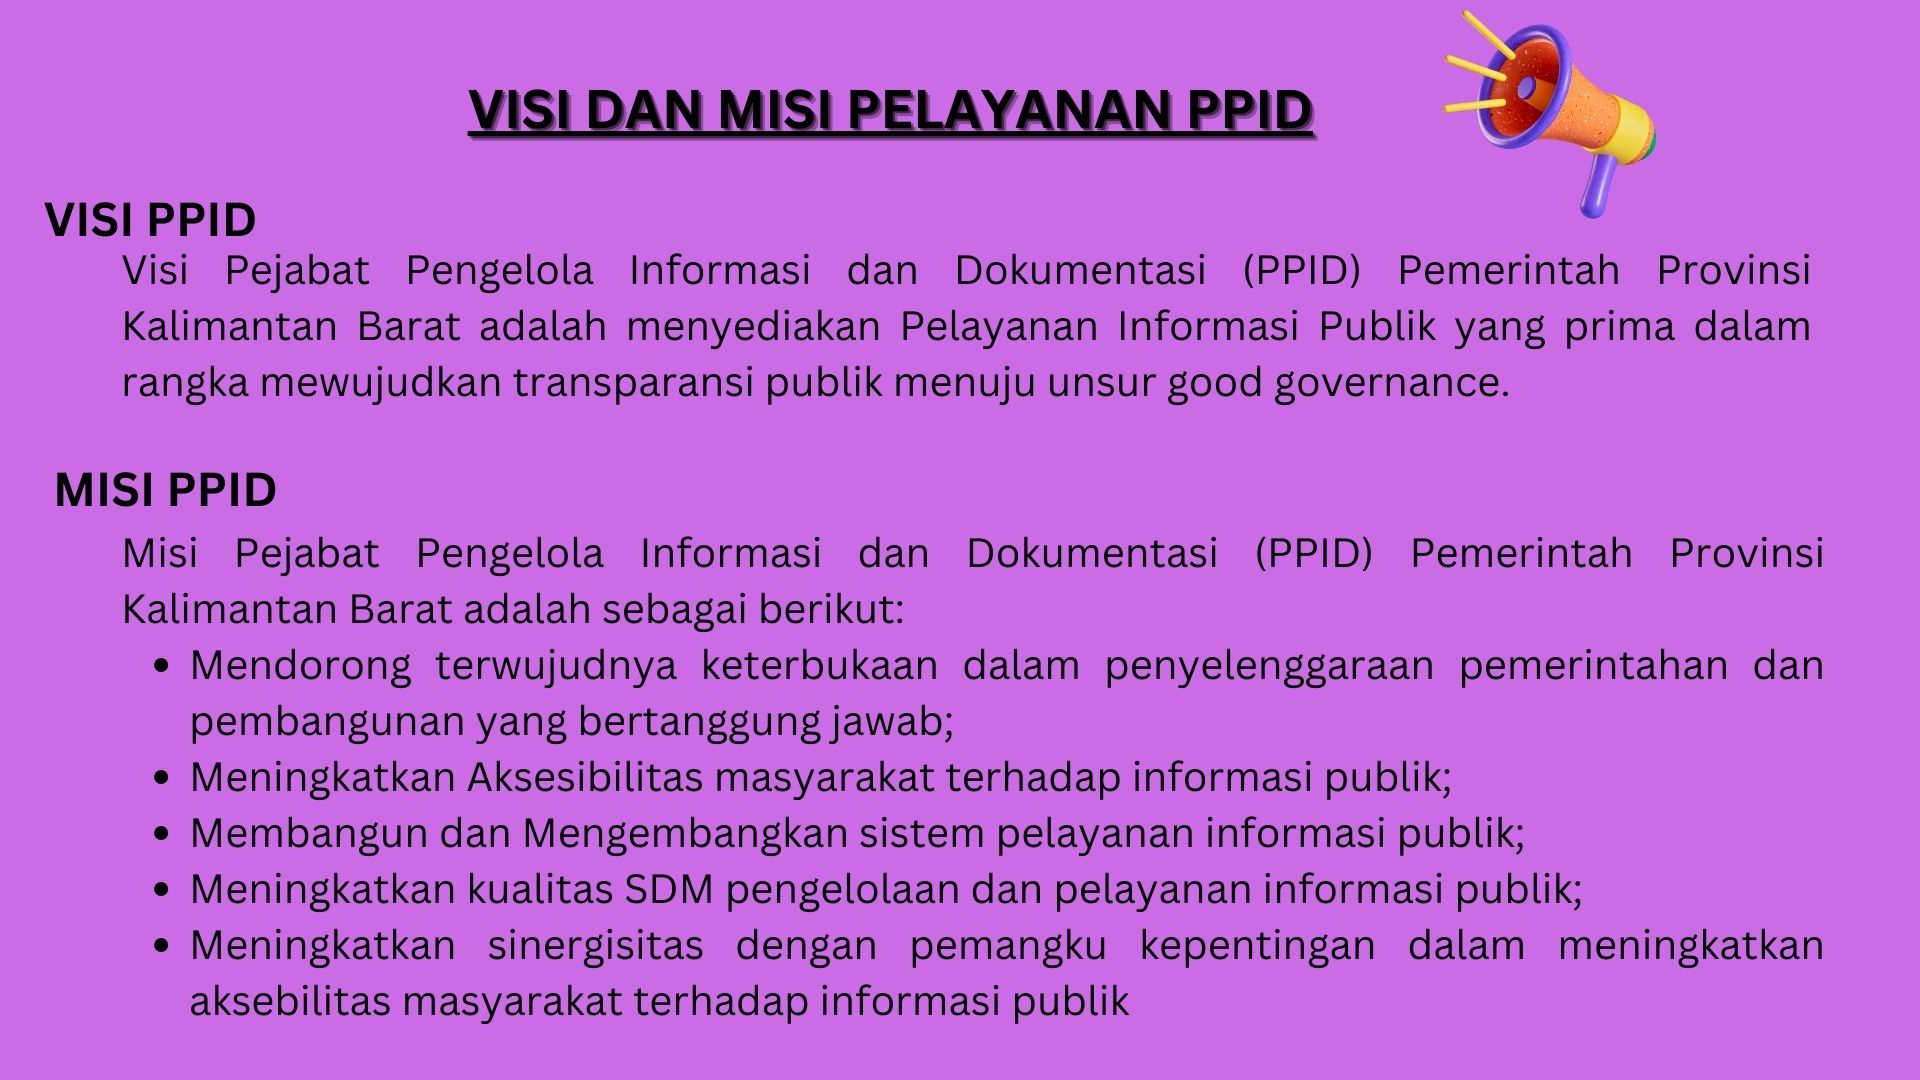 VISI DAN MISI PELAYANAN PPID
VISI PPID
Visi Pejabat Pengelola Informasi dan Dokumentasi (PPID) Pemerintah Provinsi
Kalimantan Barat adalah menyediakan Pelayanan Informasi Publik yang prima dalam
rangka mewujudkan transparansi publik menuju unsur good governance.
MISI PPID
Misi Pejabat Pengelola Informasi dan Dokumentasi (PPID) Pemerintah Provinsi
Kalimantan Barat adalah sebagai berikut:
• Mendorong terwujudnya keterbukaan dalam penyelenggaraan pemerintahan dan
pembangunan yang bertanggung jawab;
• Meningkatkan Aksesibilitas masyarakat terhadap informasi publik;
• Membangun dan Mengembangkan sistem pelayanan informasi publik;
• Meningkatkan kualitas SDM pengelolaan dan pelayanan informasi publik;
• Meningkatkan sinergisitas dengan pemangku kepentingan dalam meningkatkan
aksebilitas masyarakat terhadap informasi publik